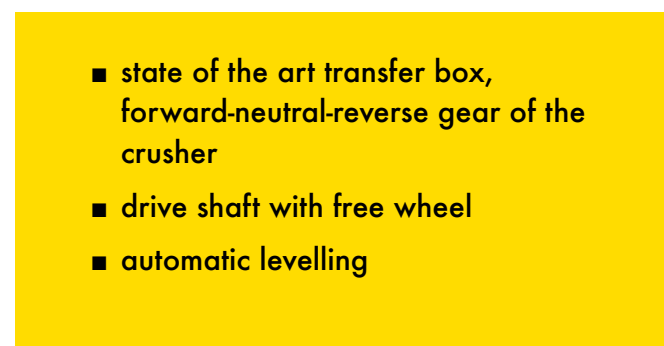 ■ state of the art transfer box,
forward-neutral-reverse gear of the
crusher
■ drive shaft with free wheel
■ automatic levelling